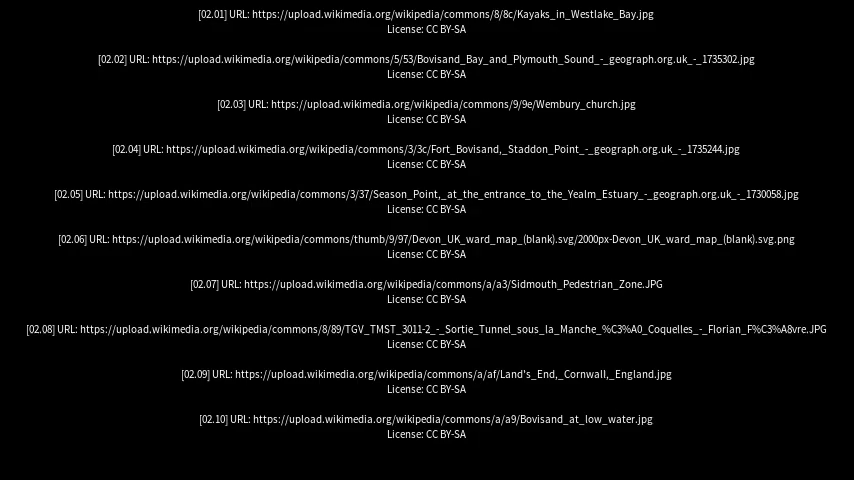 [02.01] URL: https://upload.wikimedia.org/wikipedia/commons/8/8c/Kayaks_in_Westlake_Bay.jpg
License: CC BY-SA
[02.02] URL: https://upload.wikimedia.org/wikipedia/commons/5/53/Bovisand_Bay_and_Plymouth_Sound_-_geograph.org.uk_-_1735302.jpg
License: CC BY-SA
[02.03] URL: https://upload.wikimedia.org/wikipedia/commons/9/9e/Wembury_church.jpg
License: CC BY-SA
[02.04] URL: https://upload.wikimedia.org/wikipedia/commons/3/3c/Fort_Bovisand,_Staddon_Point_-_geograph.org.uk_-_1735244.jpg
License: CC BY-SA
[02.05] URL: https://upload.wikimedia.org/wikipedia/commons/3/37/Season_Point,_at_the_entrance_to_the_Yealm_Estuary_-_geograph.org.uk_-_1730058.jpg
License: CC BY-SA
[02.06] URL: https://upload.wikimedia.org/wikipedia/commons/thumb/9/97/Devon_UK_ward_map_(blank).svg/2000px-Devon_UK_ward_map_(blank).svg.png
License: CC BY-SA
[02.07] URL: https://upload.wikimedia.org/wikipedia/commons/a/a3/Sidmouth_Pedestrian_Zone.JPG
License: CC BY-SA
[02.08] URL: https://upload.wikimedia.org/wikipedia/commons/8/89/TGV_TMST_3011-2_-_Sortie_Tunnel_sous_la_Manche_%C3%A0_Coquelles_-_Florian_F%C3%A8vre.JPG
License: CC BY-SA
[02.09] URL: https://upload.wikimedia.org/wikipedia/commons/a/af/Land's_End,_Cornwall,_England.jpg
License: CC BY-SA
[02.10] URL: https://upload.wikimedia.org/wikipedia/commons/a/a9/Bovisand_at_low_water.jpg
License: CC BY-SA